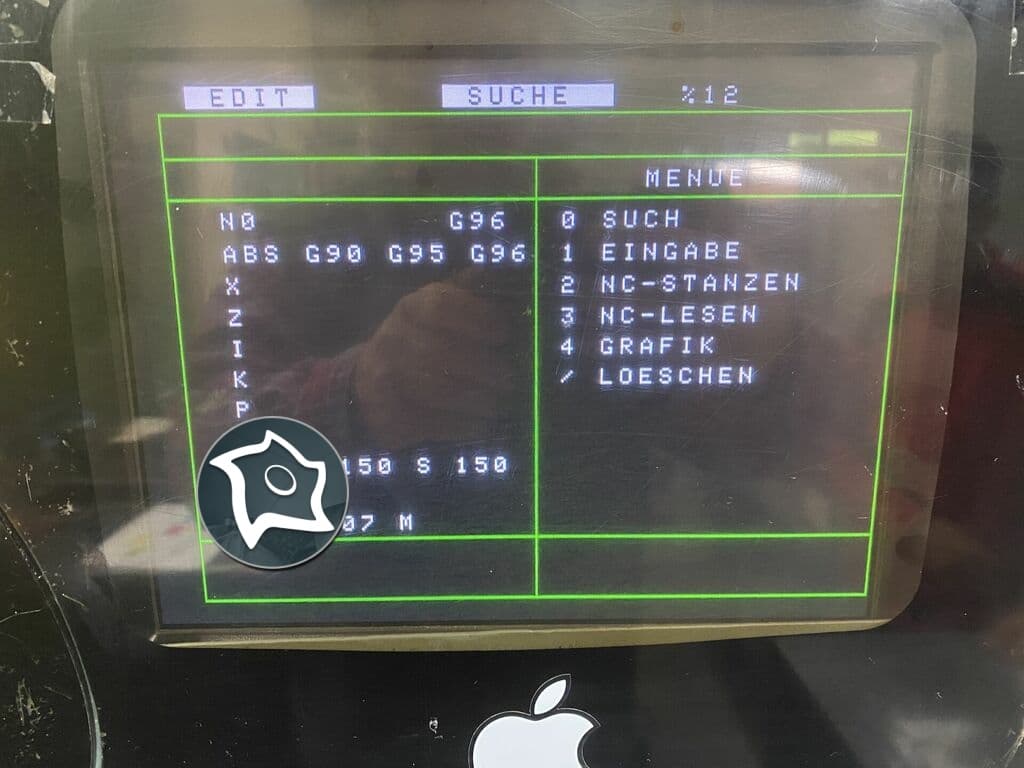 EDIT SUCHE %12
MENUE
N0 G96
ABS G90 G95 G96
X
Z
I
K
P
150 S 150
07 M
0 SUCH
1 EINGABE
2 NC-STANZEN
3 NC-LESEN
4 GRAFIK
/ LOESCHEN